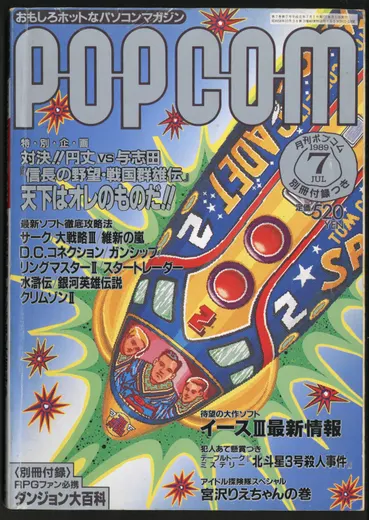 おもしろホットなパソコンマガジン
POPCOM
月刊ポプコム
1989
7
JUL
別冊付録つき
定価520
YEN
特・別・企・画
対決!!円丈vs与志田
『信長の野望・戦国群雄伝』
天下はオレのものだ!!
最新ソフト徹底攻略法
サーク/大戦略III/維新の嵐
D.C.コネクション/ガンシップ
リングマスターII/スタートレーダー
水滸伝/銀河英雄伝説
クリムゾンII
CADET
2
2
SPA
TOM CO
待望の大作ソフト
イースIII最新情報
犯人あて懸賞つき
テーブルトーク
ミステリー
『北斗星3号殺人事件』
アイドル探険隊スペシャル
宮沢りえちゃんの巻
〈別冊付録〉
RPGファン必携
ダンジョン大百科